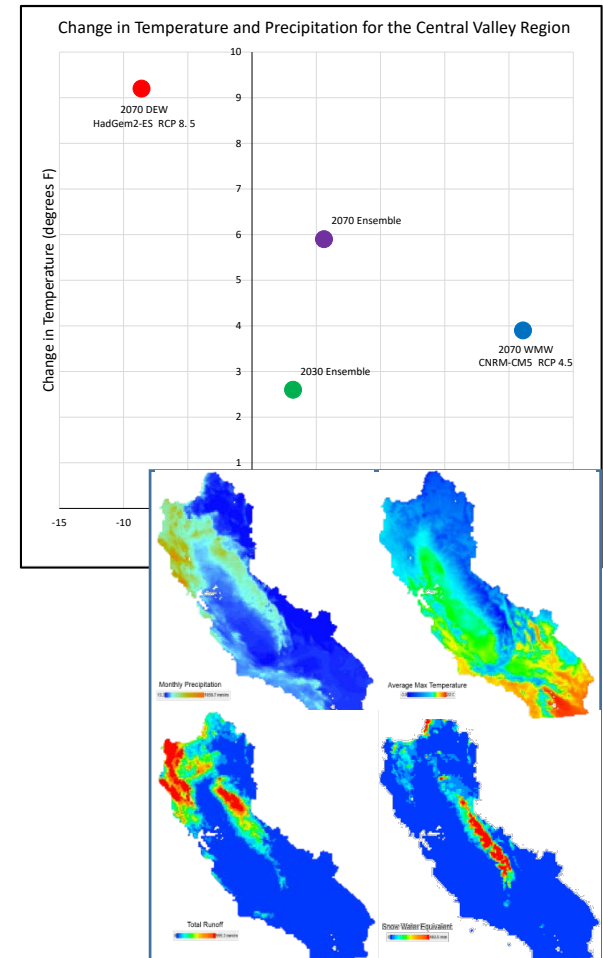 Change in Temperature and Precipitation for the Central Valley Region
Change in Temperature (degrees F)
10
9
2070 DEW
HadGem2-ES RCP 8. 5
8
7
2070 Ensemble
6
5
4
2070 WMW
CNRM-CM5 RCP 4.5
2030 Ensemble
3
2
1
-15
-10
Monthly Precipitation
Average Max Temperature
Total Runoff
Snow Water Equivalent